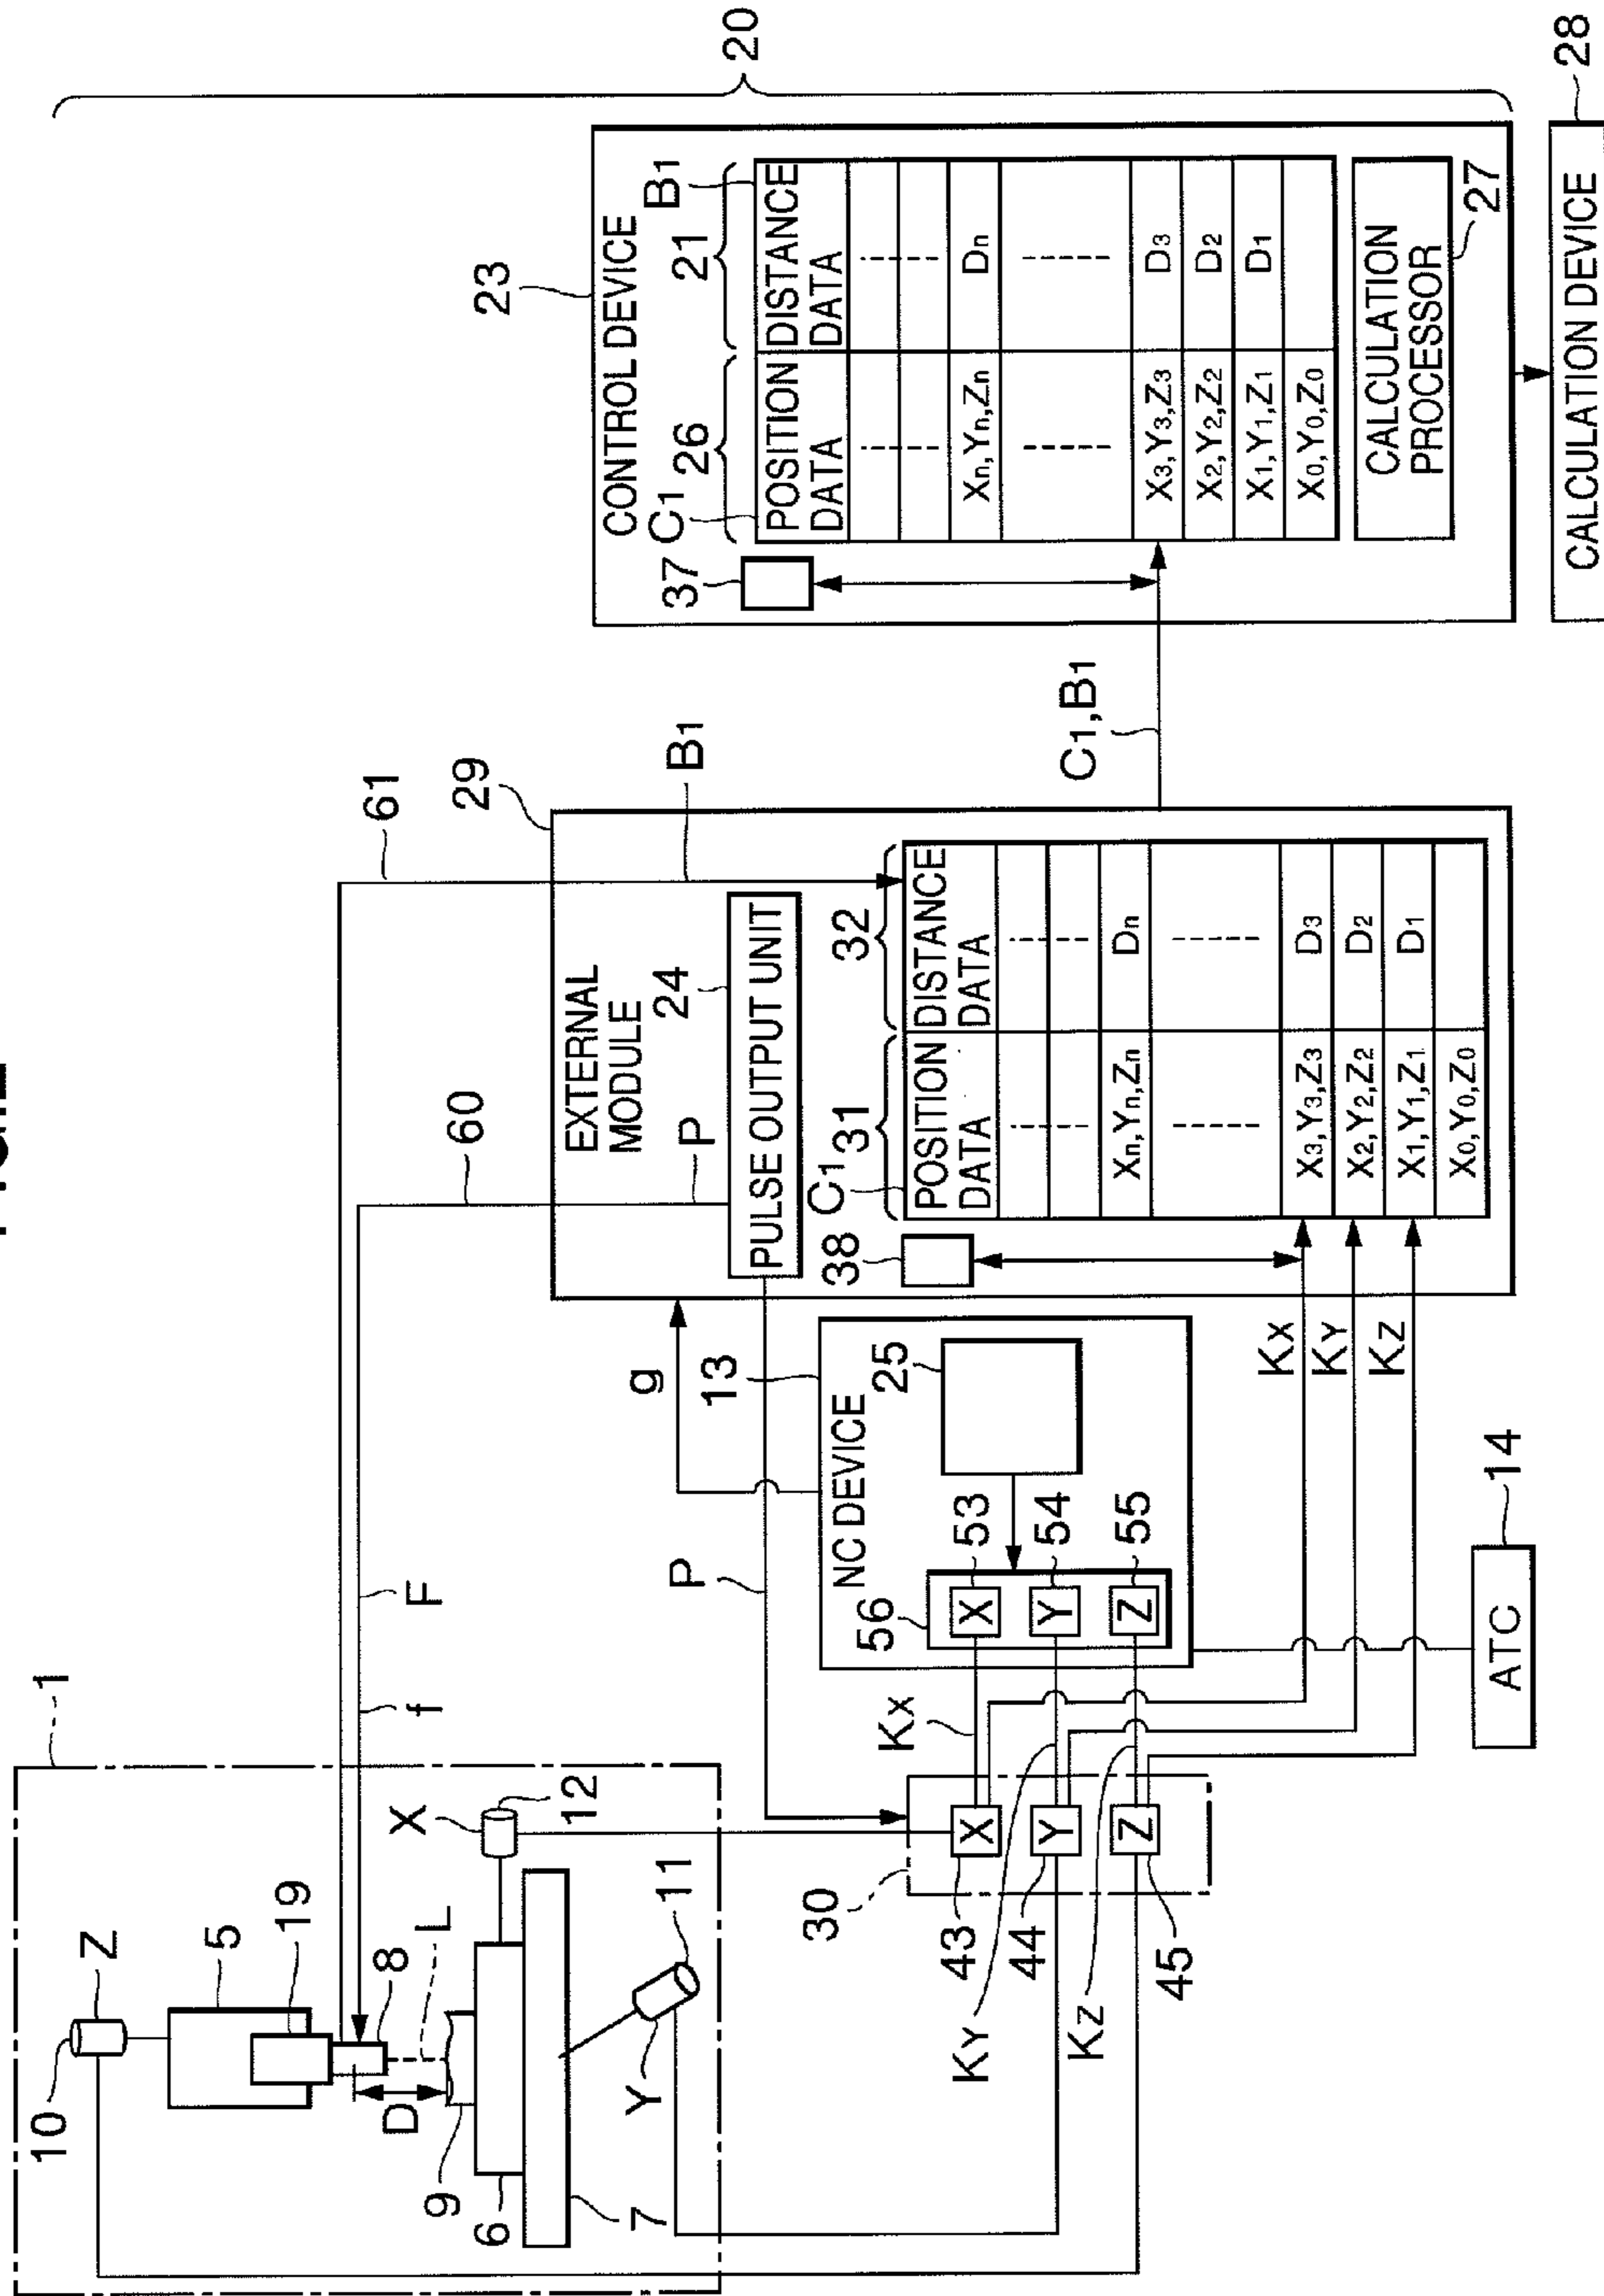 1
10
Z
5
19
8
L
D
9
6
7
X
12
Y
11
f
F
60
61
B1
29
EXTERNAL
MODULE
24
P
PULSE OUTPUT UNIT
C1
31
32
POSITION
DATA
DISTANCE
DATA
Xn,Yn,Zn
Dn
X3,Y3,Z3
D3
X2,Y2,Z2
D2
X1,Y1,Z1
D1
X0,Y0,Z0
38
g
13
NC DEVICE
25
56
X
53
Y
54
Z
55
P
30
X
43
Y
44
Z
45
KX
KY
KZ
KX
KY
KZ
ATC
14
C1,B1
23
CONTROL DEVICE
20
37
C1
26
21
B1
POSITION
DATA
DISTANCE
DATA
Xn,Yn,Zn
Dn
X3,Y3,Z3
D3
X2,Y2,Z2
D2
X1,Y1,Z1
D1
X0,Y0,Z0
CALCULATION
PROCESSOR
27
CALCULATION DEVICE
28